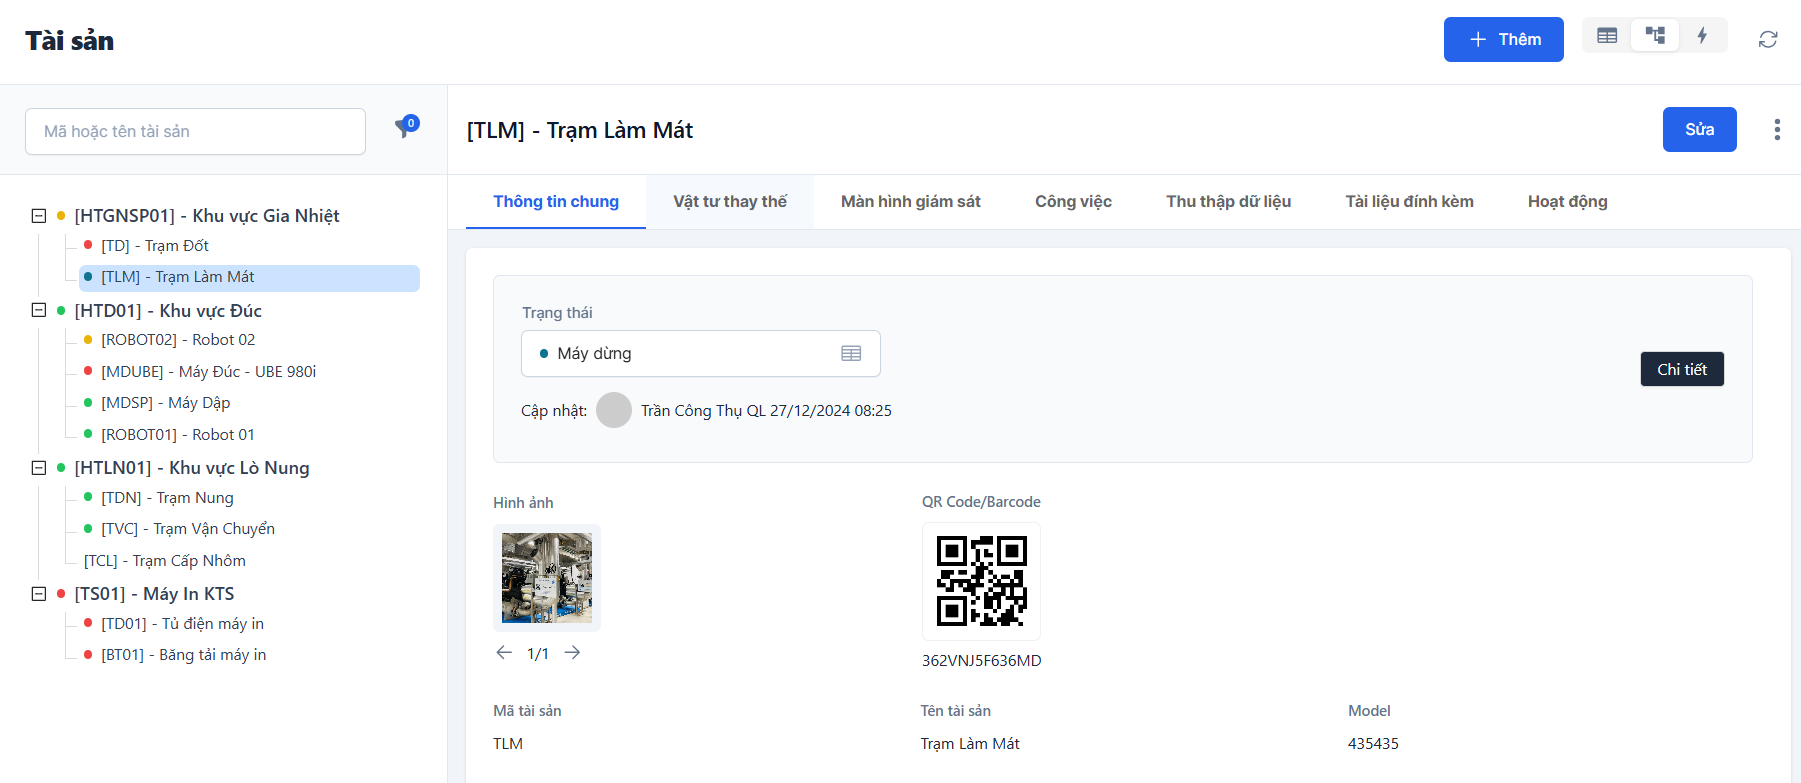 Tài sản
Thêm
Mã hoặc tên tài sản
0
[HTGNSP01] - Khu vực Gia Nhiệt
[TD] - Trạm Đốt
[TLM] - Trạm Làm Mát
[HTD01] - Khu vực Đúc
[ROBOT02] - Robot 02
[MDUBE] - Máy Đúc - UBE 980i
[MDSP] - Máy Dập
[ROBOT01] - Robot 01
[HTLN01] - Khu vực Lò Nung
[TDN] - Trạm Nung
[TVC] - Trạm Vận Chuyển
[TCL] - Trạm Cấp Nhôm
[TS01] - Máy In KTS
[TD01] - Tủ điện máy in
[BT01] - Băng tải máy in
[TLM] - Trạm Làm Mát
Sửa
Thông tin chung
Vật tư thay thế
Màn hình giám sát
Công việc
Thu thập dữ liệu
Tài liệu đính kèm
Hoạt động
Trạng thái
Máy dừng
Chi tiết
Cập nhật: Trần Công Thụ QL 27/12/2024 08:25
Hình ảnh
1/1
QR Code/Barcode
362VNJ5F636MD
Mã tài sản
TLM
Tên tài sản
Trạm Làm Mát
Model
435435